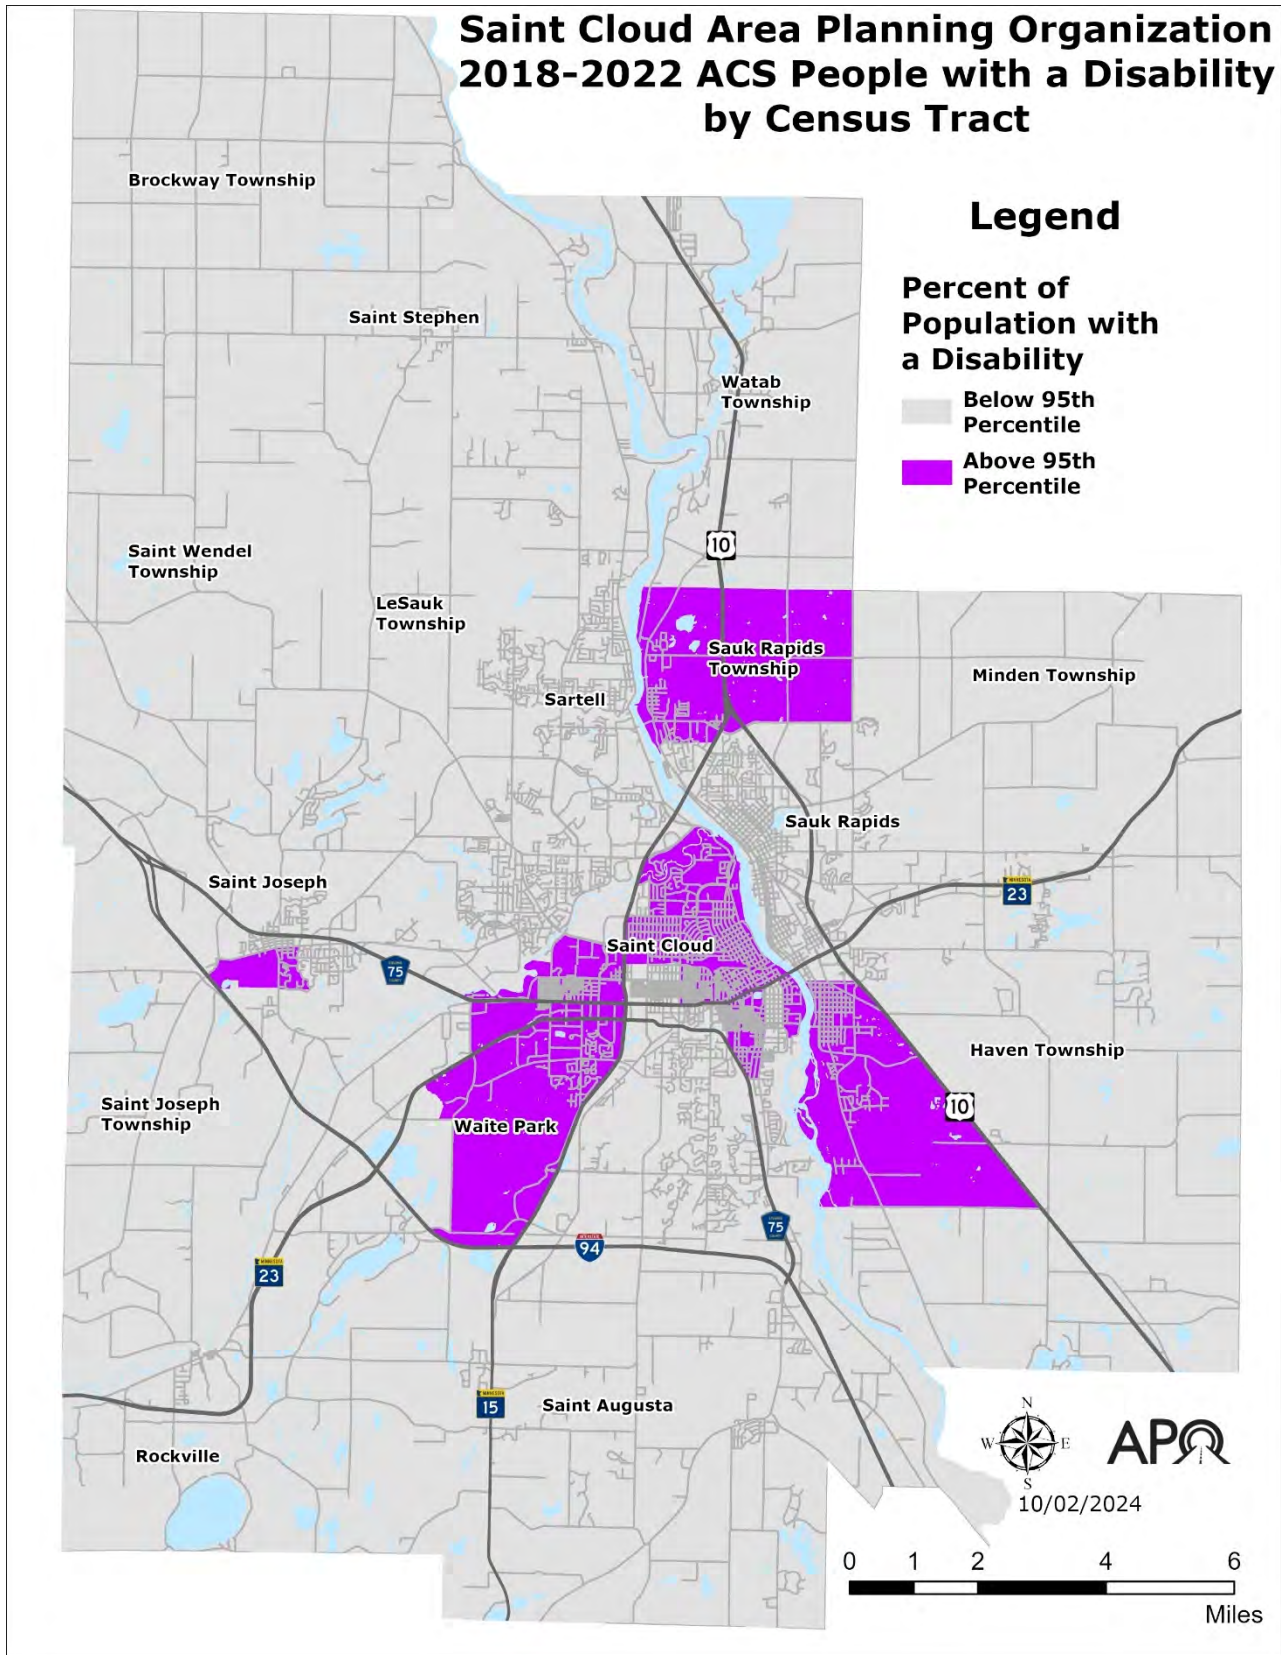 Saint Cloud Area Planning Organization
2018-2022 ACS People with a Disability
by Census Tract
Legend
Percent of
Population with
a Disability
Below 95th
Percentile
Above 95th
Percentile
Brockway Township
Saint Stephen
Watab
Township
10
Saint Wendel
Township
LeSauk
Township
Sauk Rapids
Township
Minden Township
Sartell
Sauk Rapids
Saint Joseph
MINNESOTA
23
Saint Cloud
75
Haven Township
10
Saint Joseph
Township
Waite Park
75
94
MINNESOTA
23
MINNESOTA
15
Saint Augusta
Rockville
N
W
E
S
APO
10/02/2024
0 1 2 4 6
Miles